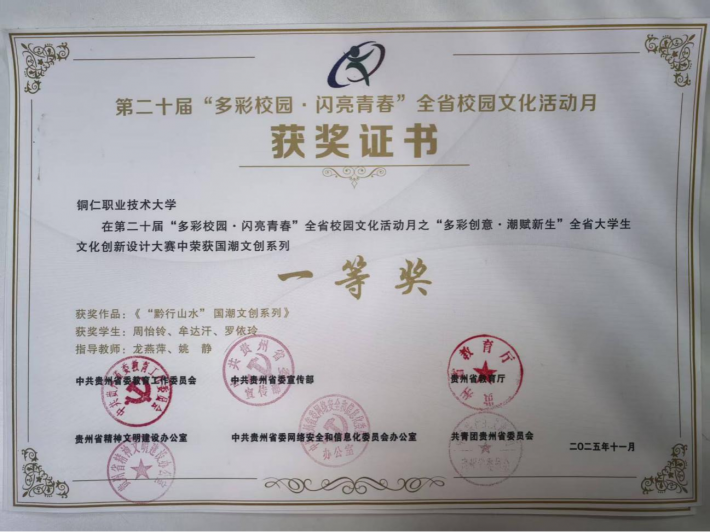 第二十届“多彩校园·闪亮青春”全省校园文化活动月
获奖证书
铜仁职业技术大学
在第二十届“多彩校园·闪亮青春”全省校园文化活动月之“多彩创意·潮赋新生”全省大学生
文化创新设计大赛中荣获国潮文创系列
一等奖
获奖作品：《“黔行山水”国潮文创系列》
获奖学生：周怡铃、牟达汗、罗依玲
指导教师：龙燕萍、姚　静
中共贵州省委教育工作委员会 中共贵州省委宣传部 贵州省教育厅
贵州省精神文明建设办公室 中共贵州省委网络安全和信息化委员会办公室 共青团贵州省委员会
二〇二五年十一月